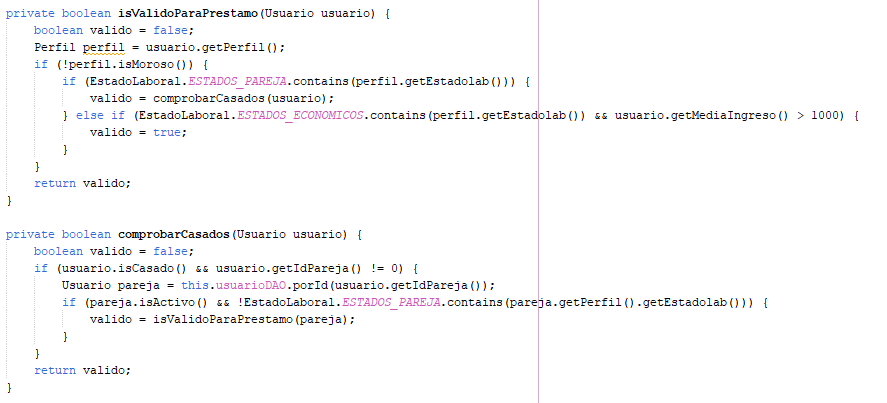 private boolean isValidoParaPrestamo(Usuario usuario) {
    boolean valido = false;
    Perfil perfil = usuario.getPerfil();
    if (!perfil.isMoroso()) {
        if (EstadoLaboral.ESTADOS_PAREJA.contains(perfil.getEstadolab())) {
            valido = comprobarCasados(usuario);
        } else if (EstadoLaboral.ESTADOS_ECONOMICOS.contains(perfil.getEstadolab()) && usuario.getMediaIngreso() > 1000) {
            valido = true;
        }
    }
    return valido;
}

private boolean comprobarCasados(Usuario usuario) {
    boolean valido = false;
    if (usuario.isCasado() && usuario.getIdPareja() != 0) {
        Usuario pareja = this.usuarioDAO.porId(usuario.getIdPareja());
        if (pareja.isActivo() && !EstadoLaboral.ESTADOS_PAREJA.contains(pareja.getPerfil().getEstadolab())) {
            valido = isValidoParaPrestamo(pareja);
        }
    }
    return valido;
}